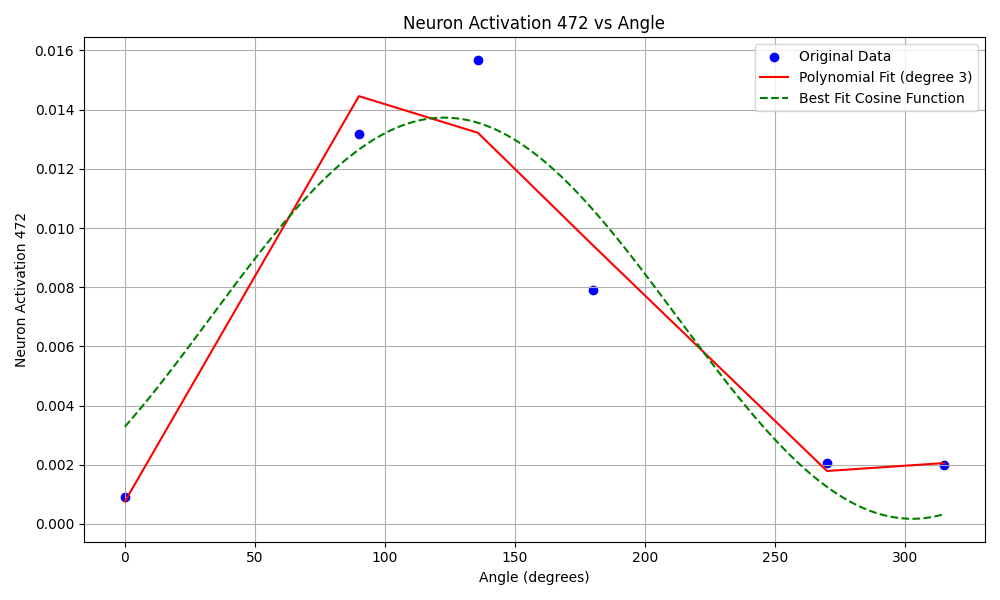 Neuron Activation 472 vs Angle
Original Data
Polynomial Fit (degree 3)
Best Fit Cosine Function
Neuron Activation 472
0.016
0.014
0.012
0.010
0.008
0.006
0.004
0.002
0.000
0
50
100
150
200
250
300
Angle (degrees)